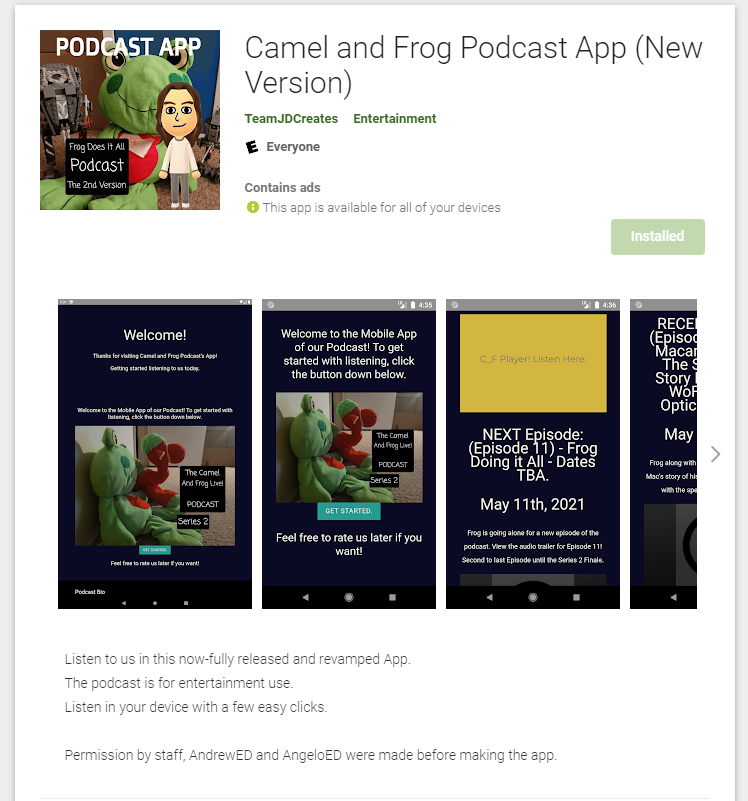 PODCAST APP
Frog Does It All
Podcast
The 2nd Version
Camel and Frog Podcast App (New
Version)
TeamJDCreates Entertainment
E Everyone
Contains ads
This app is available for all of your devices
Installed
Welcome!
Thanks for visiting Camel and Frog Podcast's App!
Getting started listening to us today.
Welcome to the Mobile App of our Podcast! To get started with
listening, click the button down below.
The Camel
And Frog Live!
PODCAST
Series 2
GET STARTED.
Feel free to rate us later if you want!
Podcast Bio
4:35
Welcome to the Mobile App
of our Podcast! To get
started with listening, click
the button down below.
The Camel
And Frog Live!
PODCAST
Series 2
GET STARTED.
Feel free to rate us later if you
want!
4:36
C_F Player! Listen Here.
NEXT Episode:
(Episode 11) - Frog
Doing it All - Dates
TBA.
May 11th, 2021
Frog is going alone for a new episode of the
podcast. View the audio trailer for Episode 11!
Second to last Episode until the Series 2 Finale.
RECE
(Episod
Macar
The S
Story
Wo
Optic
May
Frog along with
Mac's story of his
with the spe
Listen to us in this now-fully released and revamped App.
The podcast is for entertainment use.
Listen in your device with a few easy clicks.
Permission by staff, AndrewED and AngeloED were made before making the app.